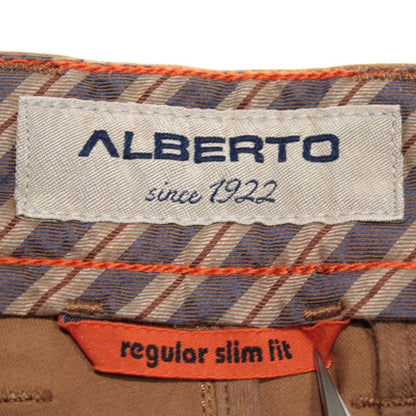 ALBERTO
since 1922
regular slim fit